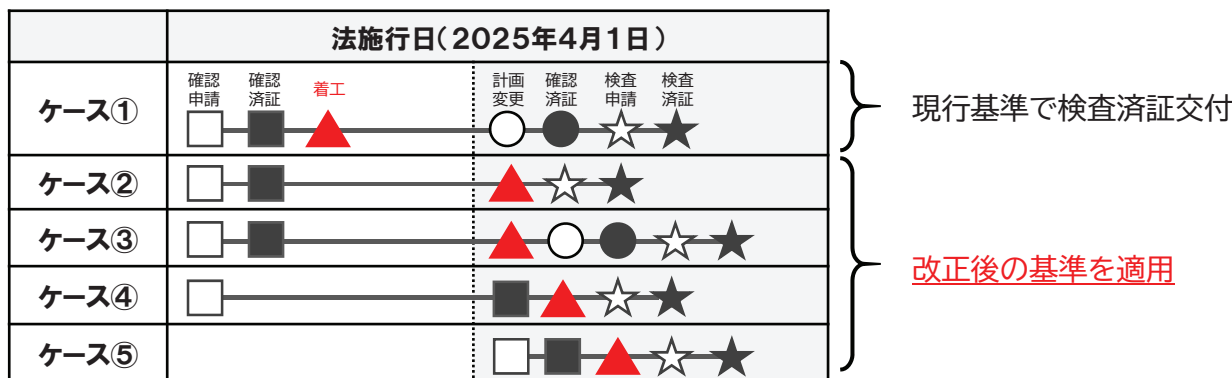 法施行日(2025年4月1日)
ケース①
確認
申請
確認
済証
着工
計画
変更
確認
済証
検査
申請
検査
済証
現行基準で検査済証交付
ケース②
ケース③
改正後の基準を適用
ケース④
ケース⑤